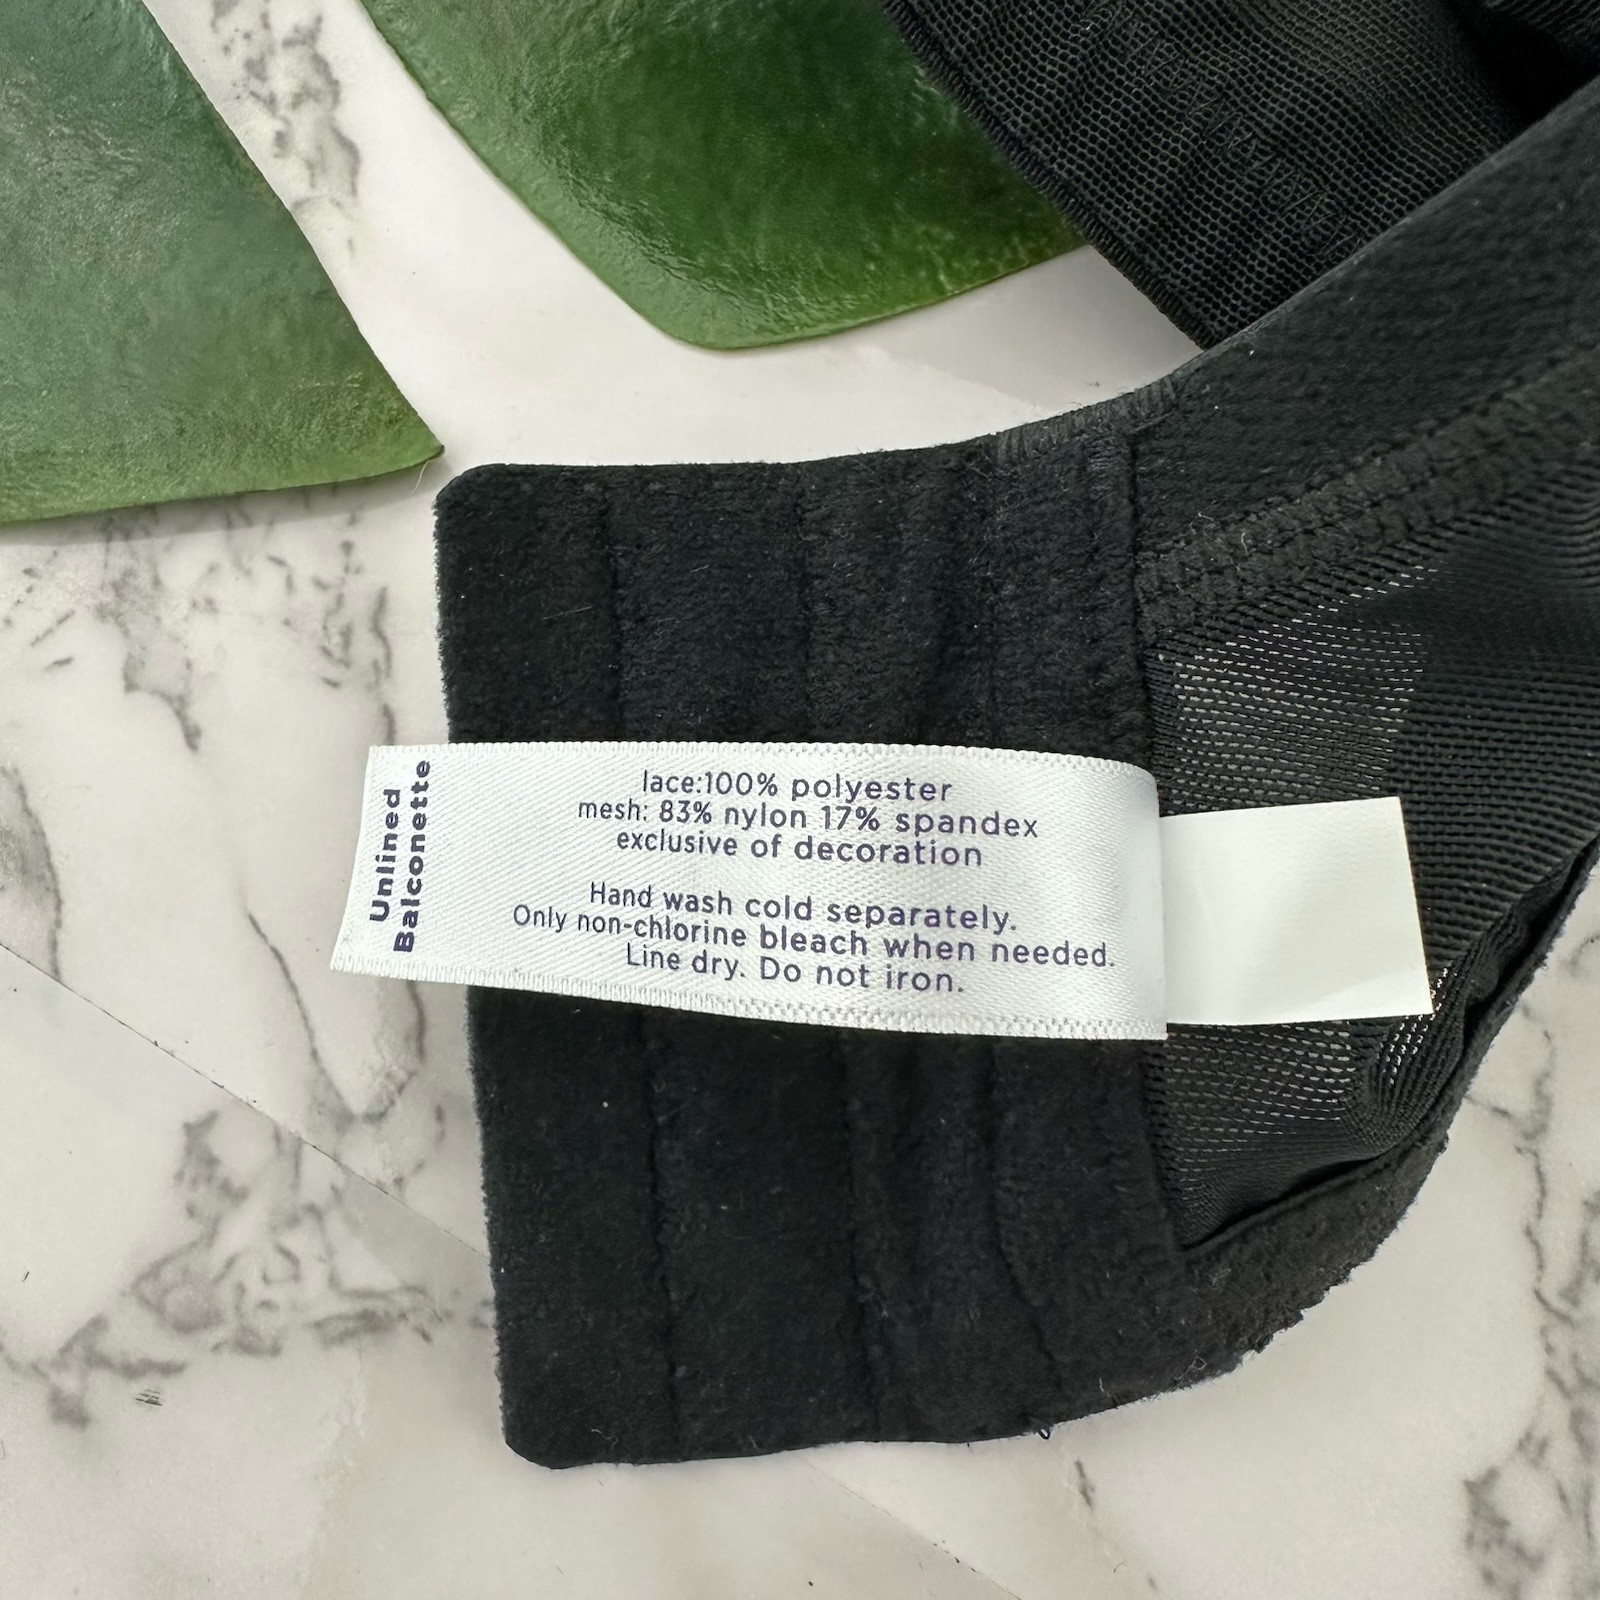 Unlined
Balconette
lace:100% polyester
mesh: 83% nylon 17% spandex
exclusive of decoration
Hand wash cold separately.
Only non-chlorine bleach when needed.
Line dry. Do not iron.